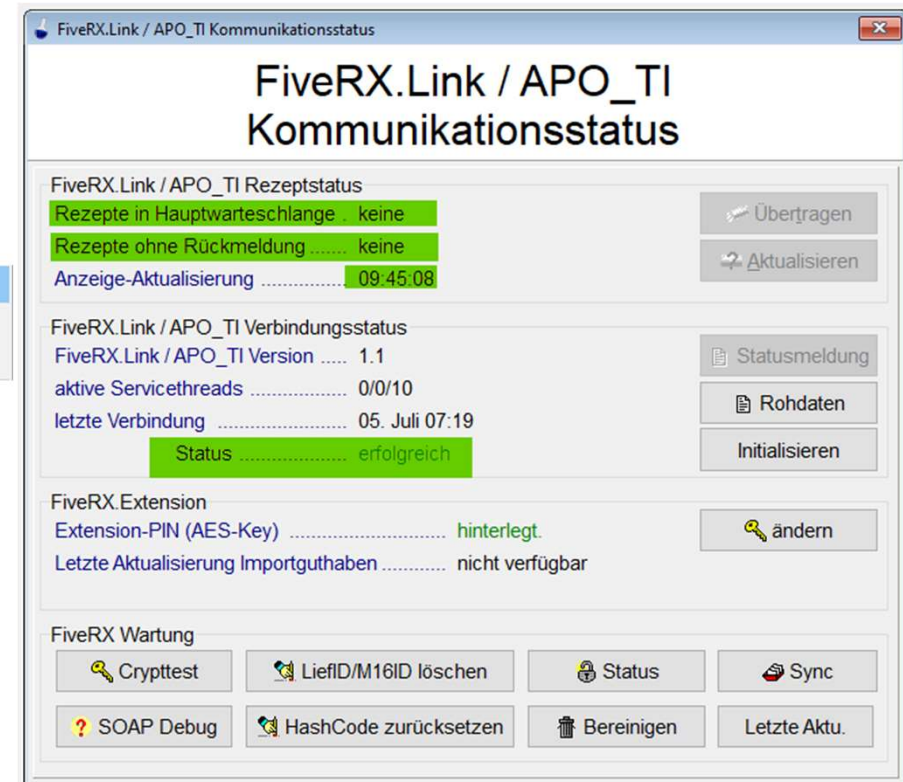 FiveRX.Link / APO_TI Kommunikationsstatus
FiveRX.Link / APO_TI
Kommunikationsstatus
FiveRX.Link / APO_TI Rezeptstatus
Rezepte in Hauptwarteschlange . keine
Übertragen
Rezepte ohne Rückmeldung ....... keine
Aktualisieren
Anzeige-Aktualisierung ................ 09:45:08
FiveRX.Link / APO_TI Verbindungsstatus
FiveRX.Link / APO_TI Version ..... 1.1
Statusmeldung
aktive Servicethreads .................. 0/0/10
Rohdaten
letzte Verbindung ........................ 05. Juli 07:19
Status .................... erfolgreich
Initialisieren
FiveRX.Extension
Extension-PIN (AES-Key) ............................. hinterlegt.
ändern
Letzte Aktualisierung Importguthaben ............ nicht verfügbar
FiveRX Wartung
Crypttest
LiefID/M16ID löschen
Status
Sync
? SOAP Debug
HashCode zurücksetzen
Bereinigen
Letzte Aktu.